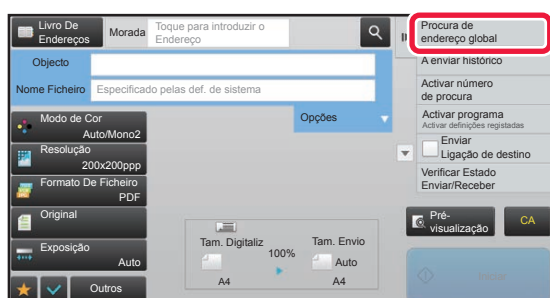 Livro De
Endereços
Morada
Toque para introduzir o
Endereço
Objecto
Nome Ficheiro
Especificado pelas def. de sistema
Opções
Modo de Cor
Auto/Mono2
Resolução
200x200ppp
Formato De Ficheiro
PDF
Original
Exposição
Auto
Outros
Tam. Digitaliz
100%
Tam. Envio
Auto
A4
A4
Procura de
endereço global
A enviar histórico
Activar número
de procura
Activar programa
Activar definições registadas
Enviar
Ligação de destino
Verificar Estado
Enviar/Receber
Pré-
visualização
CA
Iniciar